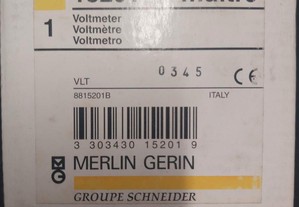 1
Voltmeter
Voltmètre
Voltmetro
VLT
0345
CE
8815201B
ITALY
3 303430 15201 9
MERLIN GERIN
GROUPE SCHNEIDER